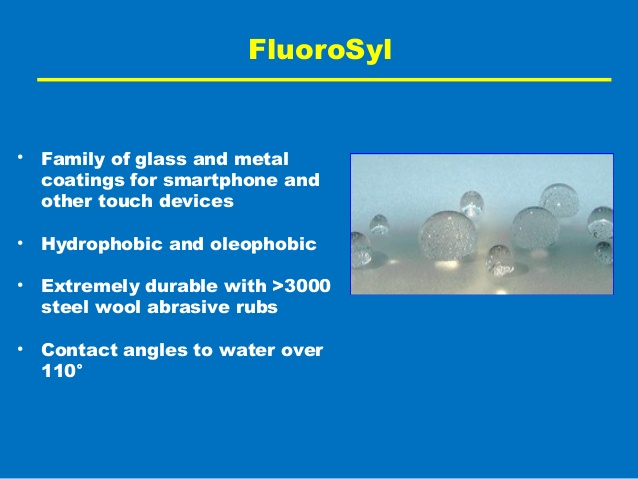 FluoroSyl
• Family of glass and metal
coatings for smartphone and
other touch devices
• Hydrophobic and oleophobic
• Extremely durable with >3000
steel wool abrasive rubs
• Contact angles to water over
110°